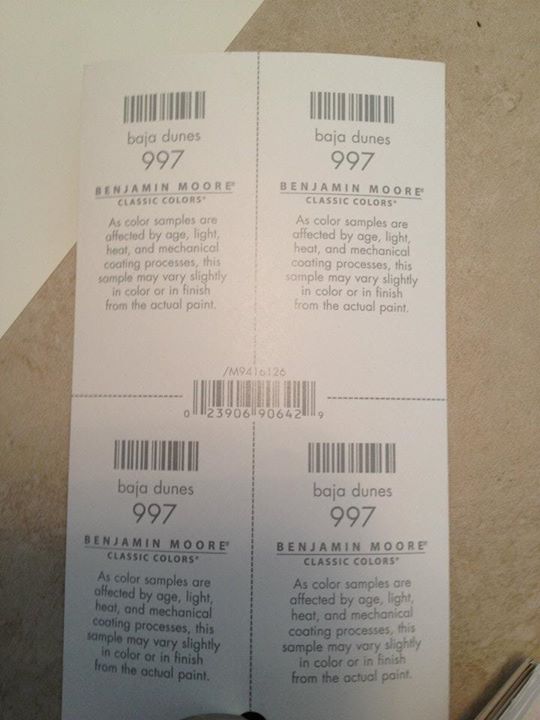 baja dunes
997
BENJAMIN MOORE®
CLASSIC COLORS®
As color samples are
affected by age, light,
heat, and mechanical
coating processes, this
sample may vary slightly
in color or in finish
from the actual paint.
baja dunes
997
BENJAMIN MOORE®
CLASSIC COLORS®
As color samples are
affected by age, light,
heat, and mechanical
coating processes, this
sample may vary slightly
in color or in finish
from the actual paint.
/M9416126
0 23906 90642 9
baja dunes
997
BENJAMIN MOORE®
CLASSIC COLORS®
As color samples are
affected by age, light,
heat, and mechanical
coating processes, this
sample may vary slightly
in color or in finish
from the actual paint.
baja dunes
997
BENJAMIN MOORE®
CLASSIC COLORS®
As color samples are
affected by age, light,
heat, and mechanical
coating processes, this
sample may vary slightly
in color or in finish
from the actual paint.